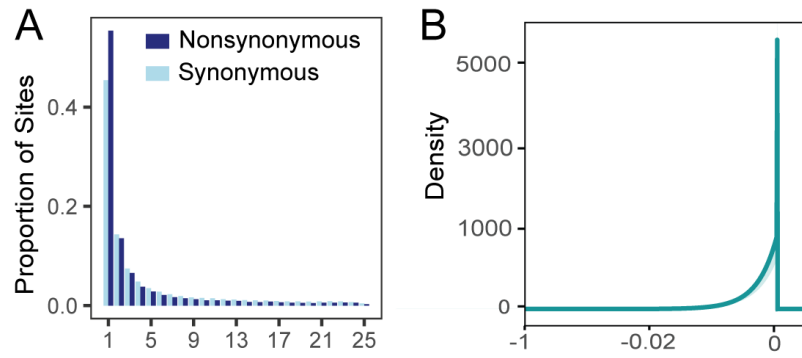 A
Proportion of Sites
0.4
0.2
0.0
Nonsynonymous
Synonymous
1 5 9 13 17 21 25
B
Density
5000
3000
1000
0
-1 -0.02 0